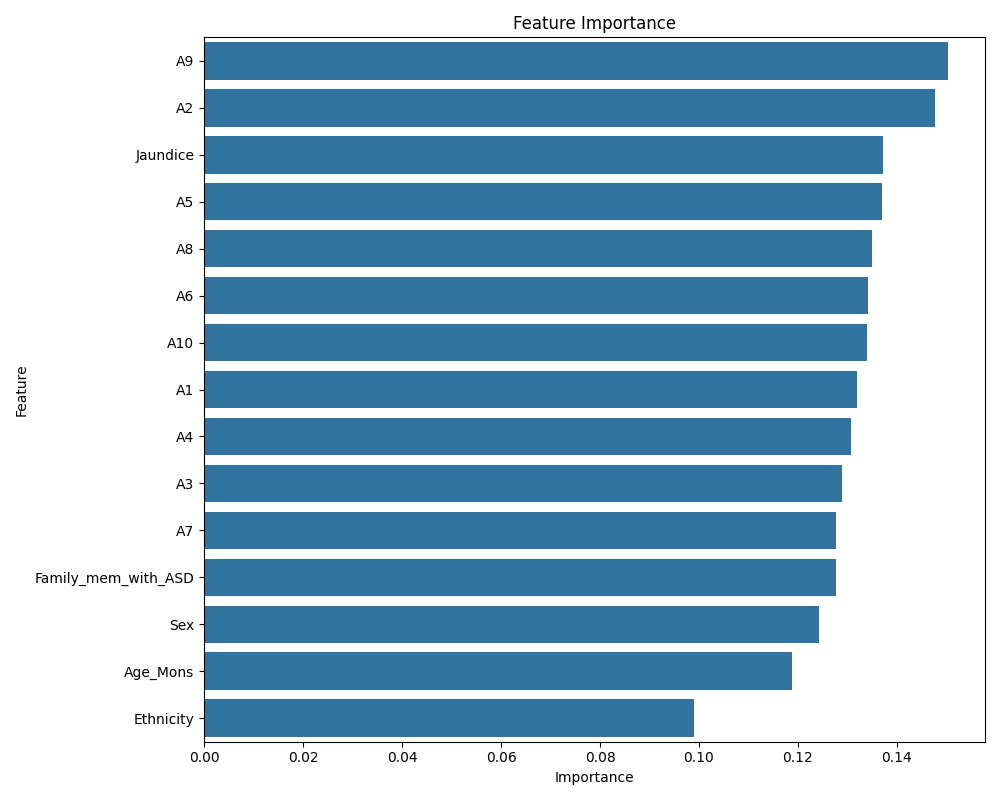 Feature Importance
A9
A2
Jaundice
A5
A8
A6
A10
A1
A4
A3
A7
Family_mem_with_ASD
Sex
Age_Mons
Ethnicity
Feature
0.00 0.02 0.04 0.06 0.08 0.10 0.12 0.14
Importance